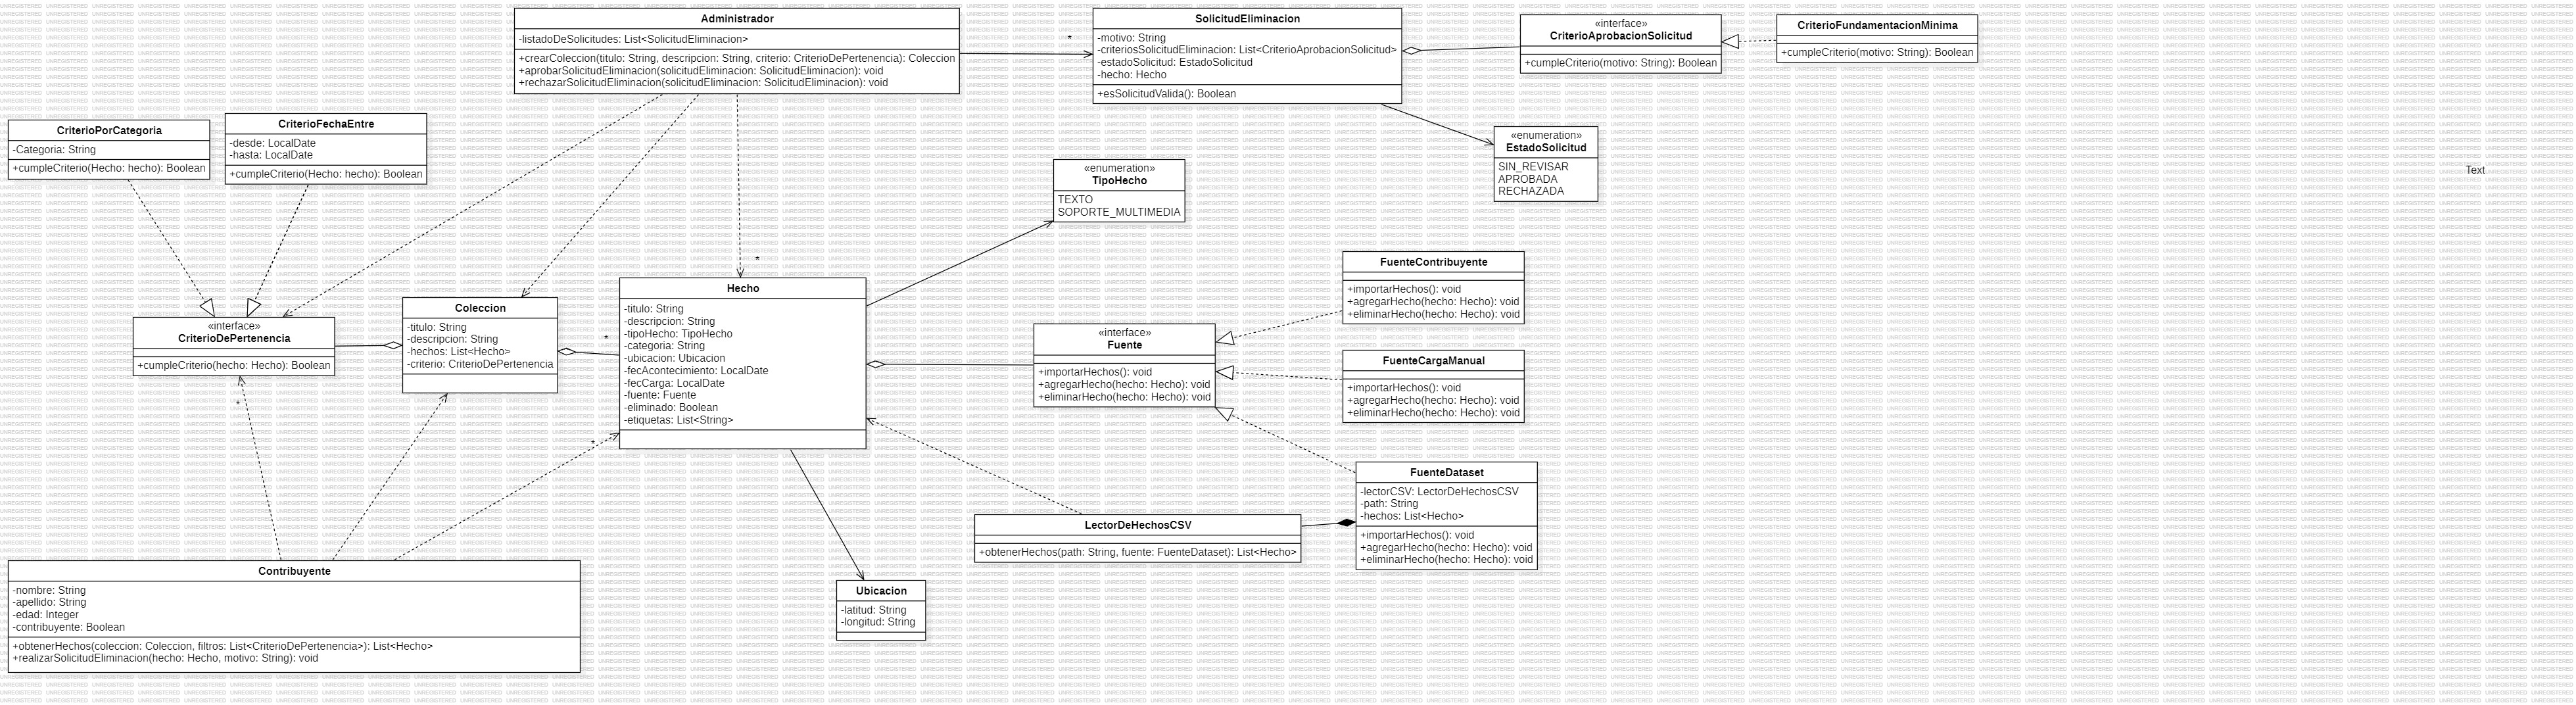 Administrador
-listadoDeSolicitudes: List<SolicitudEliminacion>
+crearColeccion(titulo: String, descripcion: String, criterio: CriterioDePertenencia): Coleccion
+aprobarSolicitudEliminacion(solicitudEliminacion: SolicitudEliminacion): void
+rechazarSolicitudEliminacion(solicitudEliminacion: SolicitudEliminacion): void
*
SolicitudEliminacion
-motivo: String
-criteriosSolicitudEliminacion: List<CriterioAprobacionSolicitud>
-estadoSolicitud: EstadoSolicitud
-hecho: Hecho
+esSolicitudValida(): Boolean
«interface»
CriterioAprobacionSolicitud
+cumpleCriterio(motivo: String): Boolean
CriterioFundamentacionMinima
+cumpleCriterio(motivo: String): Boolean
CriterioPorCategoria
-Categoria: String
+cumpleCriterio(Hecho: hecho): Boolean
CriterioFechaEntre
-desde: LocalDate
-hasta: LocalDate
+cumpleCriterio(Hecho: hecho): Boolean
«enumeration»
EstadoSolicitud
SIN_REVISAR
APROBADA
RECHAZADA
Text
«enumeration»
TipoHecho
TEXTO
SOPORTE_MULTIMEDIA
*
«interface»
CriterioDePertenencia
+cumpleCriterio(hecho: Hecho): Boolean
*
Coleccion
-titulo: String
-descripcion: String
-hechos: List<Hecho>
-criterio: CriterioDePertenencia
*
Hecho
-titulo: String
-descripcion: String
-tipoHecho: TipoHecho
-categoria: String
-ubicacion: Ubicacion
-fecAcontecimiento: LocalDate
-fecCarga: LocalDate
-fuente: Fuente
-eliminado: Boolean
-etiquetas: List<String>
*
«interface»
Fuente
+importarHechos(): void
+agregarHecho(hecho: Hecho): void
+eliminarHecho(hecho: Hecho): void
FuenteContribuyente
+importarHechos(): void
+agregarHecho(hecho: Hecho): void
+eliminarHecho(hecho: Hecho): void
FuenteCargaManual
+importarHechos(): void
+agregarHecho(hecho: Hecho): void
+eliminarHecho(hecho: Hecho): void
FuenteDataset
-lectorCSV: LectorDeHechosCSV
-path: String
-hechos: List<Hecho>
+importarHechos(): void
+agregarHecho(hecho: Hecho): void
+eliminarHecho(hecho: Hecho): void
LectorDeHechosCSV
+obtenerHechos(path: String, fuente: FuenteDataset): List<Hecho>
Contribuyente
-nombre: String
-apellido: String
-edad: Integer
-contribuyente: Boolean
+obtenerHechos(coleccion: Coleccion, filtros: List<CriterioDePertenencia>): List<Hecho>
+realizarSolicitudEliminacion(hecho: Hecho, motivo: String): void
Ubicacion
-latitud: String
-longitud: String
UNREGISTERED